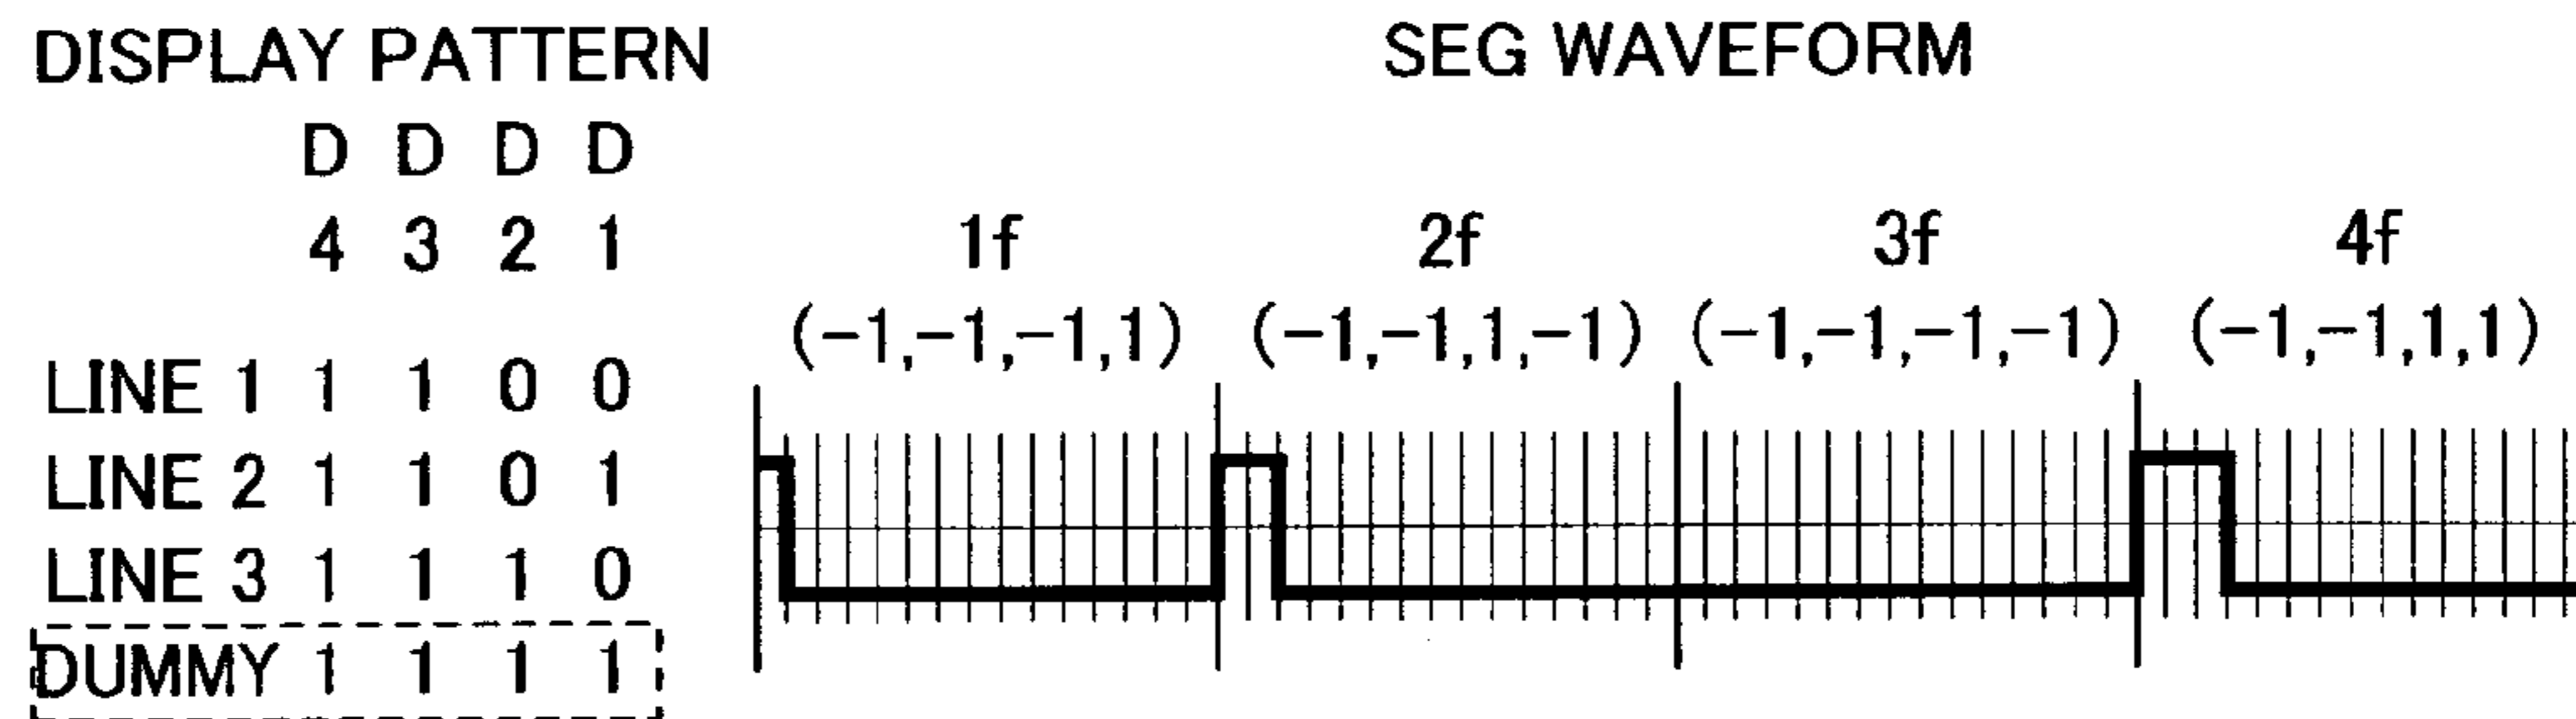 DISPLAY PATTERN SEG WAVEFORM
D D D D
4 3 2 1 1f 2f 3f 4f
(-1,-1,-1,1) (-1,-1,1,-1) (-1,-1,-1,-1) (-1,-1,1,1)
LINE 1 1 1 0 0
LINE 2 1 1 0 1
LINE 3 1 1 1 0
DUMMY 1 1 1 1